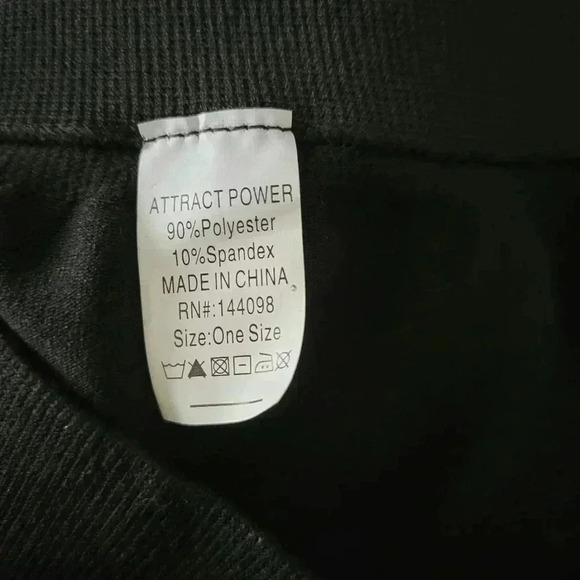 ATTRACT POWER
90%Polyester
10%Spandex
MADE IN CHINA
RN#:144098
Size:One Size